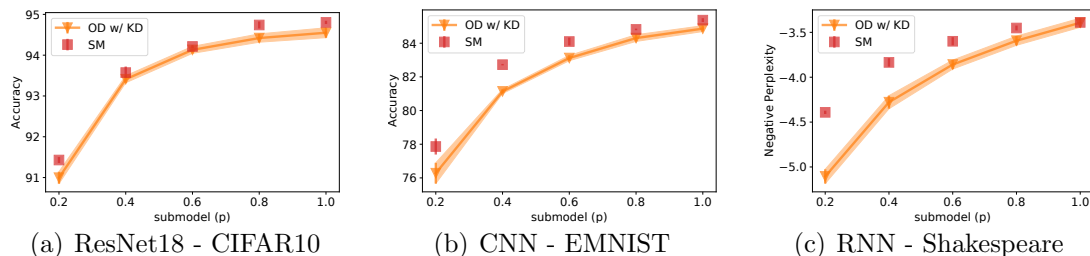 95
94
93
92
91
Accuracy
OD w/ KD
SM
0.2 0.4 0.6 0.8 1.0
submodel (p)
(a) ResNet18 - CIFAR10
84
82
80
78
76
Accuracy
OD w/ KD
SM
0.2 0.4 0.6 0.8 1.0
submodel (p)
(b) CNN - EMNIST
−3.5
−4.0
−4.5
−5.0
Negative Perplexity
OD w/ KD
SM
0.2 0.4 0.6 0.8 1.0
submodel (p)
(c) RNN - Shakespeare